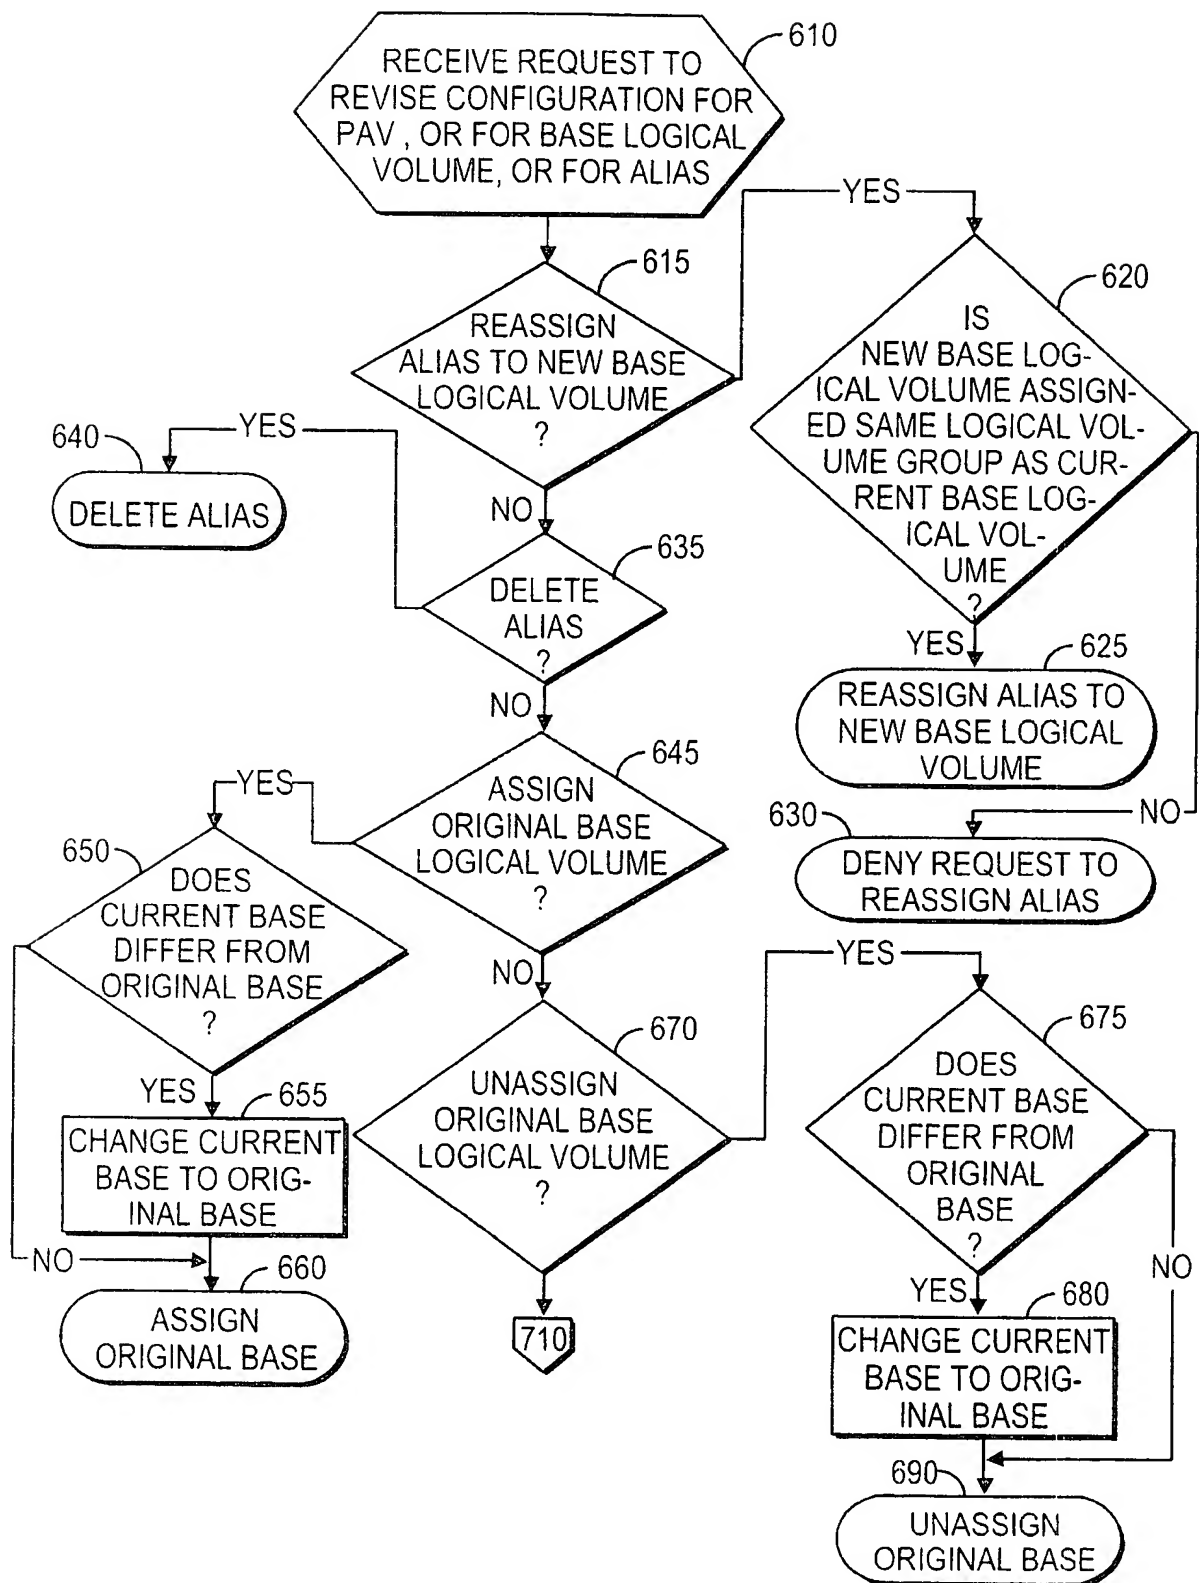 610
RECEIVE REQUEST TO
REVISE CONFIGURATION FOR
PAV , OR FOR BASE LOGICAL
VOLUME, OR FOR ALIAS
YES
615
REASSIGN
ALIAS TO NEW BASE
LOGICAL VOLUME
?
620
IS
NEW BASE LOG-
ICAL VOLUME ASSIGN-
ED SAME LOGICAL VOL-
UME GROUP AS CUR-
RENT BASE LOG-
ICAL VOL-
UME
?
640
YES
DELETE ALIAS
NO
635
DELETE
ALIAS
?
YES
625
REASSIGN ALIAS TO
NEW BASE LOGICAL
VOLUME
NO
NO
630
DENY REQUEST TO
REASSIGN ALIAS
645
ASSIGN
ORIGINAL BASE
LOGICAL VOLUME
?
YES
650
DOES
CURRENT BASE
DIFFER FROM
ORIGINAL BASE
?
YES
655
CHANGE CURRENT
BASE TO ORIG-
INAL BASE
NO
660
ASSIGN
ORIGINAL BASE
NO
670
UNASSIGN
ORIGINAL BASE
LOGICAL VOLUME
?
710
YES
675
DOES
CURRENT BASE
DIFFER FROM
ORIGINAL
BASE
?
NO
YES
680
CHANGE CURRENT
BASE TO ORIG-
INAL BASE
690
UNASSIGN
ORIGINAL BASE